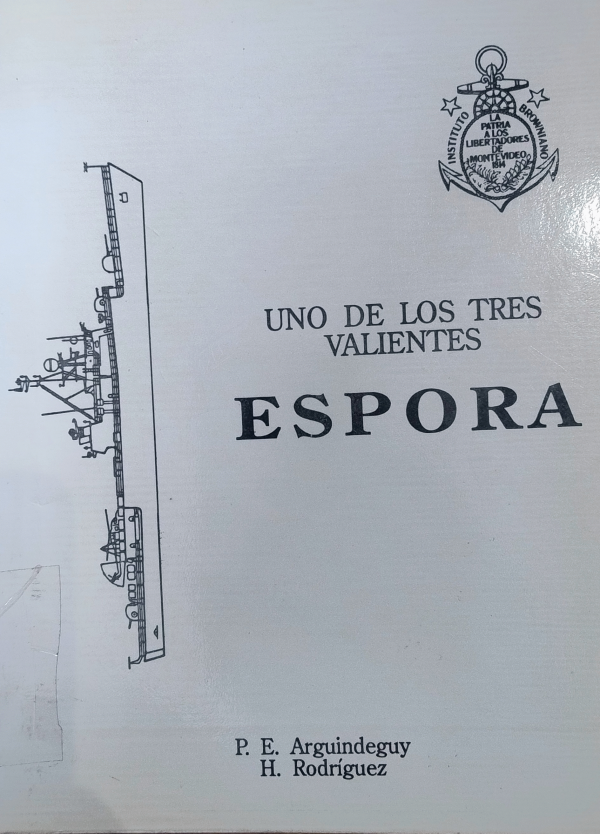 INSTITUTO BROWNIANO
LA
PATRIA
A LOS
LIBERTADORES
DE
MONTEVIDEO
1814
UNO DE LOS TRES
VALIENTES
ESPORA
P. E. Arguindeguy
H. Rodríguez